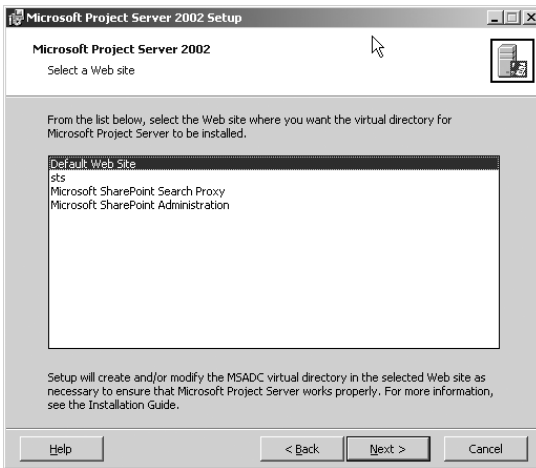 Microsoft Project Server 2002 Setup
Microsoft Project Server 2002
Select a Web site
From the list below, select the Web site where you want the virtual directory for
Microsoft Project Server to be installed.
Default Web Site
sts
Microsoft SharePoint Search Proxy
Microsoft SharePoint Administration
Setup will create and/or modify the MSADC virtual directory in the selected Web site as
necessary to ensure that Microsoft Project Server works properly. For more information,
see the Installation Guide.
Help
< Back
Next >
Cancel